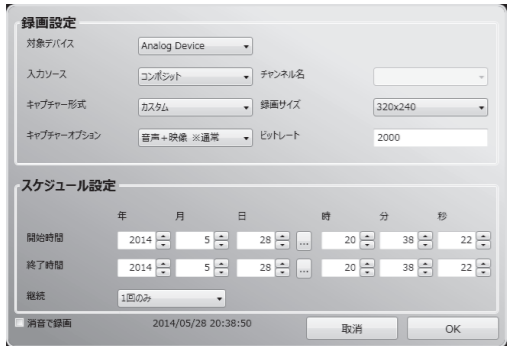 録画設定
対象デバイス Analog Device
入力ソース コンポジット チャンネル名
キャプチャー形式 カスタム 録画サイズ 320x240
キャプチャーオプション 音声+映像 ※通常 ビットレート 2000
スケジュール設定
年 月 日 時 分 秒
開始時間 2014 5 28 ... 20 38 22
終了時間 2014 5 28 ... 20 38 22
継続 1回のみ
消音で録画 2014/05/28 20:38:50 取消 OK